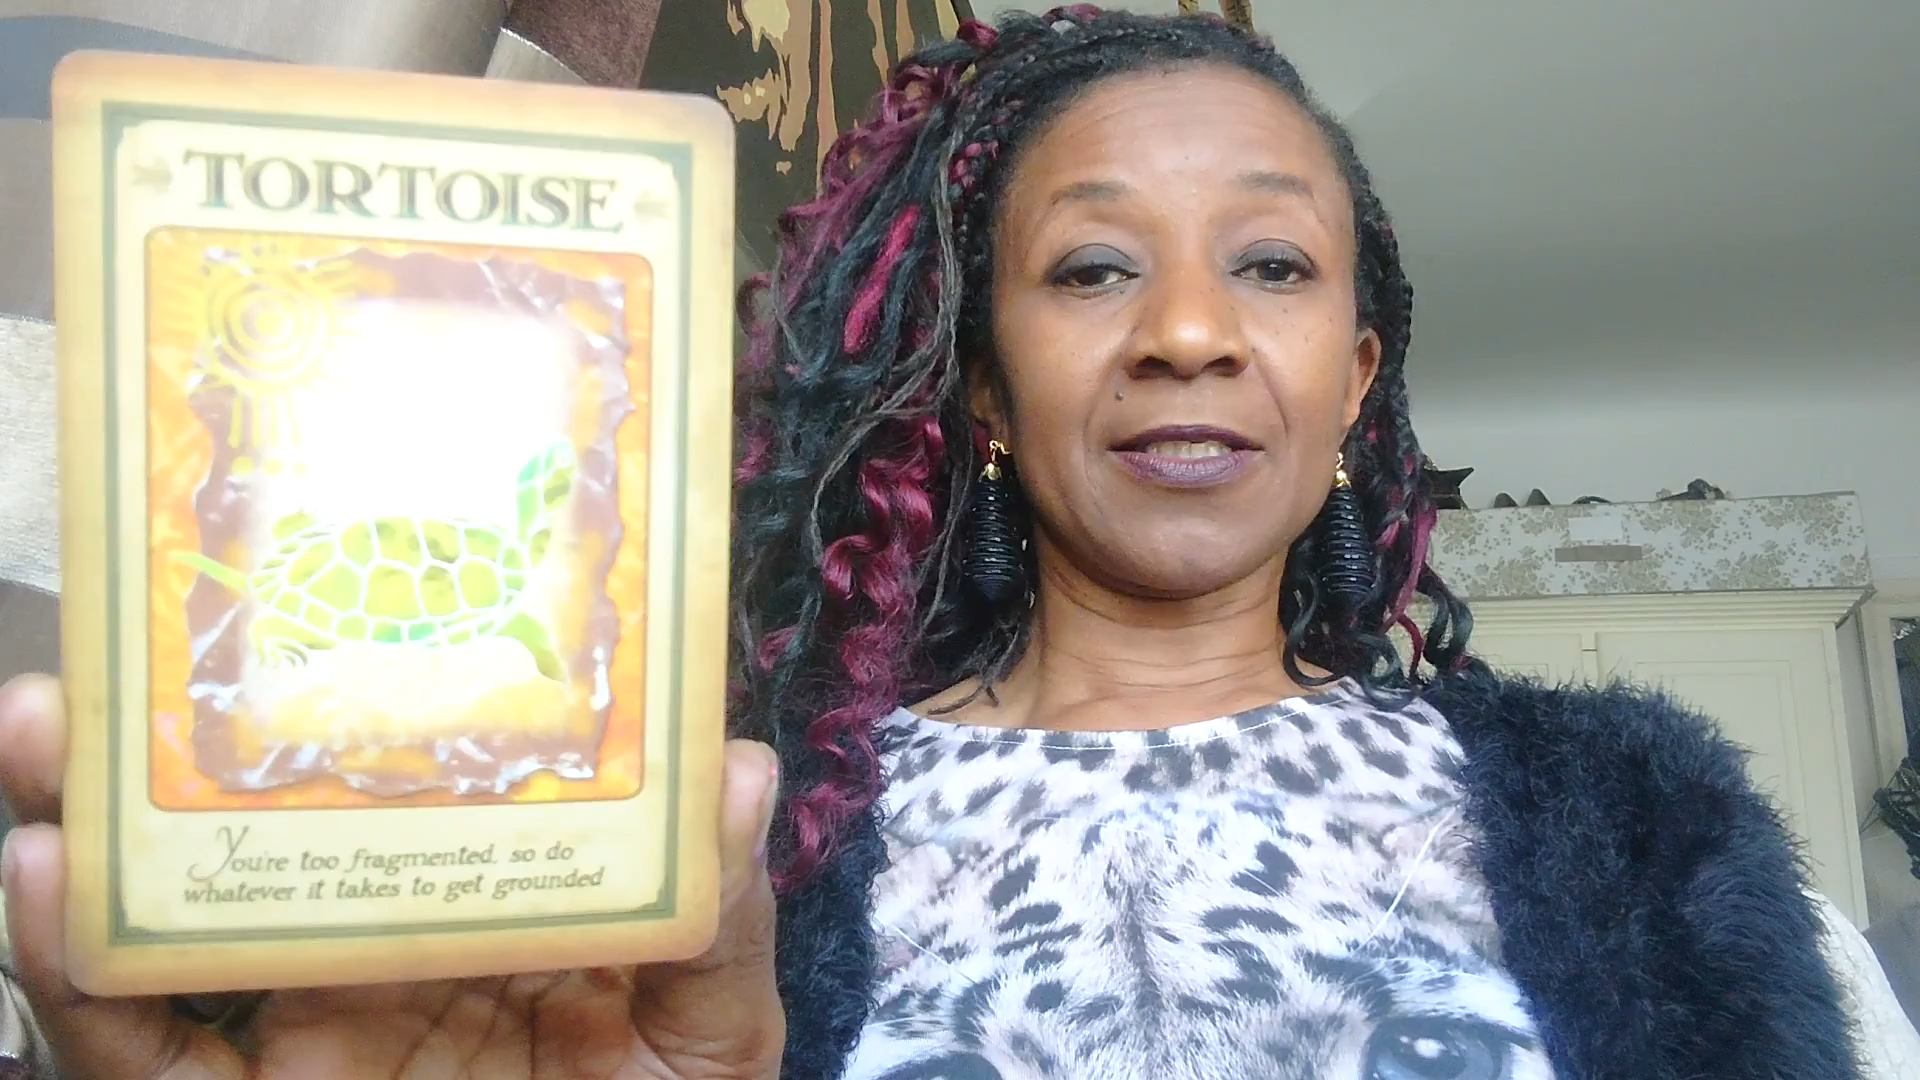 TORTOISE
You're too fragmented, so do
whatever it takes to get grounded